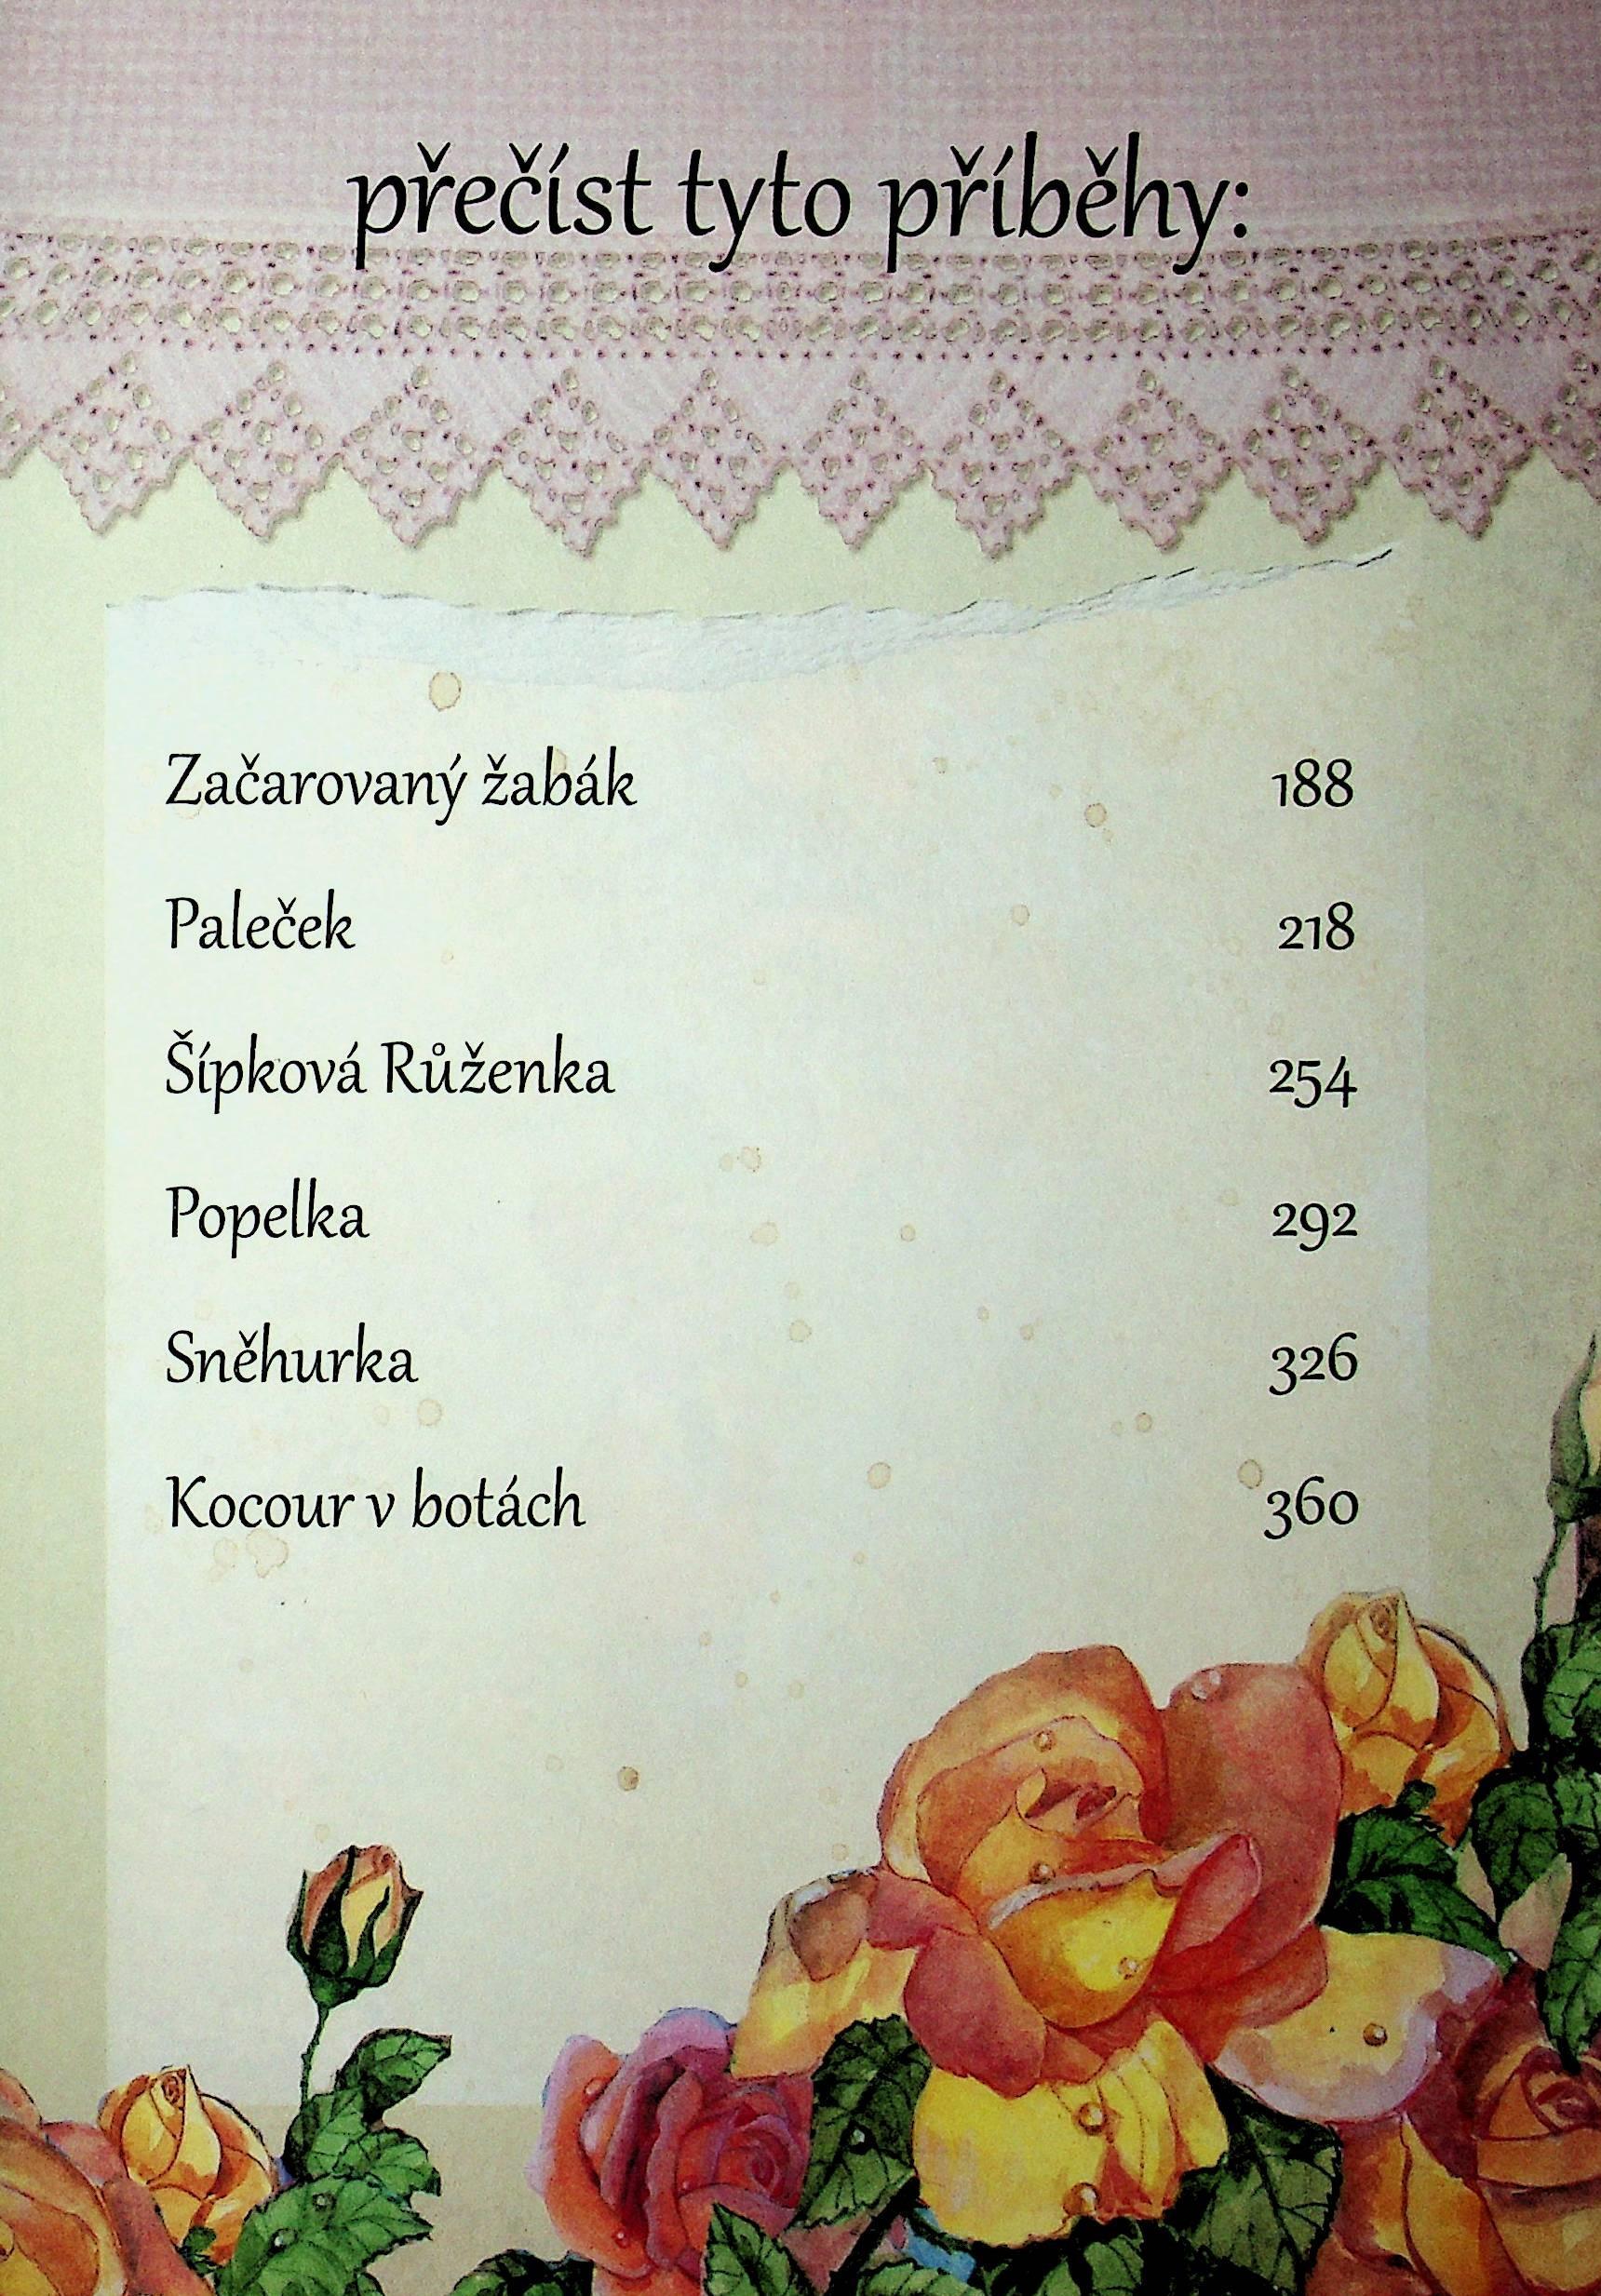 přečíst tyto příběhy:
Začarovaný žabák 188
Paleček 218
Šípková Růženka 254
Popelka 292
Sněhurka 326
Kocour v botách 360